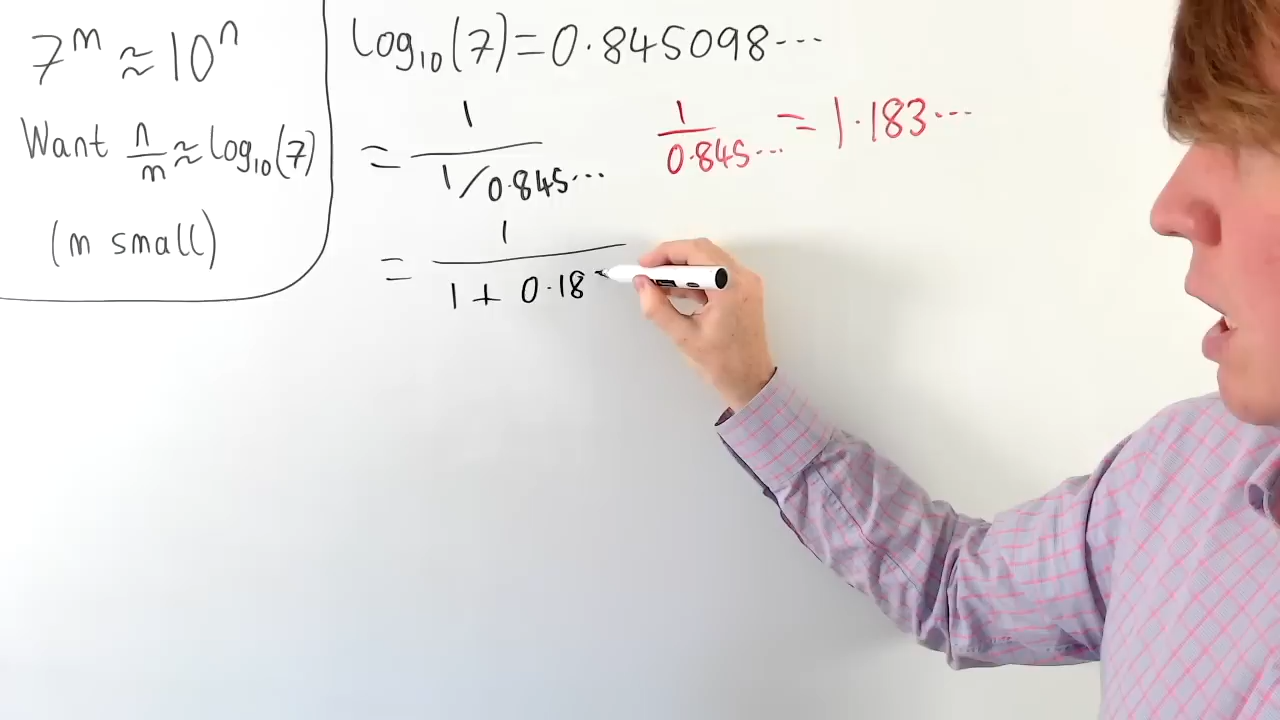 7^m ≈ 10^n
Want n/m ≈ log₁₀(7)
(m small)
log₁₀(7) = 0.845098...
= 1/(1/0.845...)
1/0.845... = 1.183...
= 1/(1 + 0.18